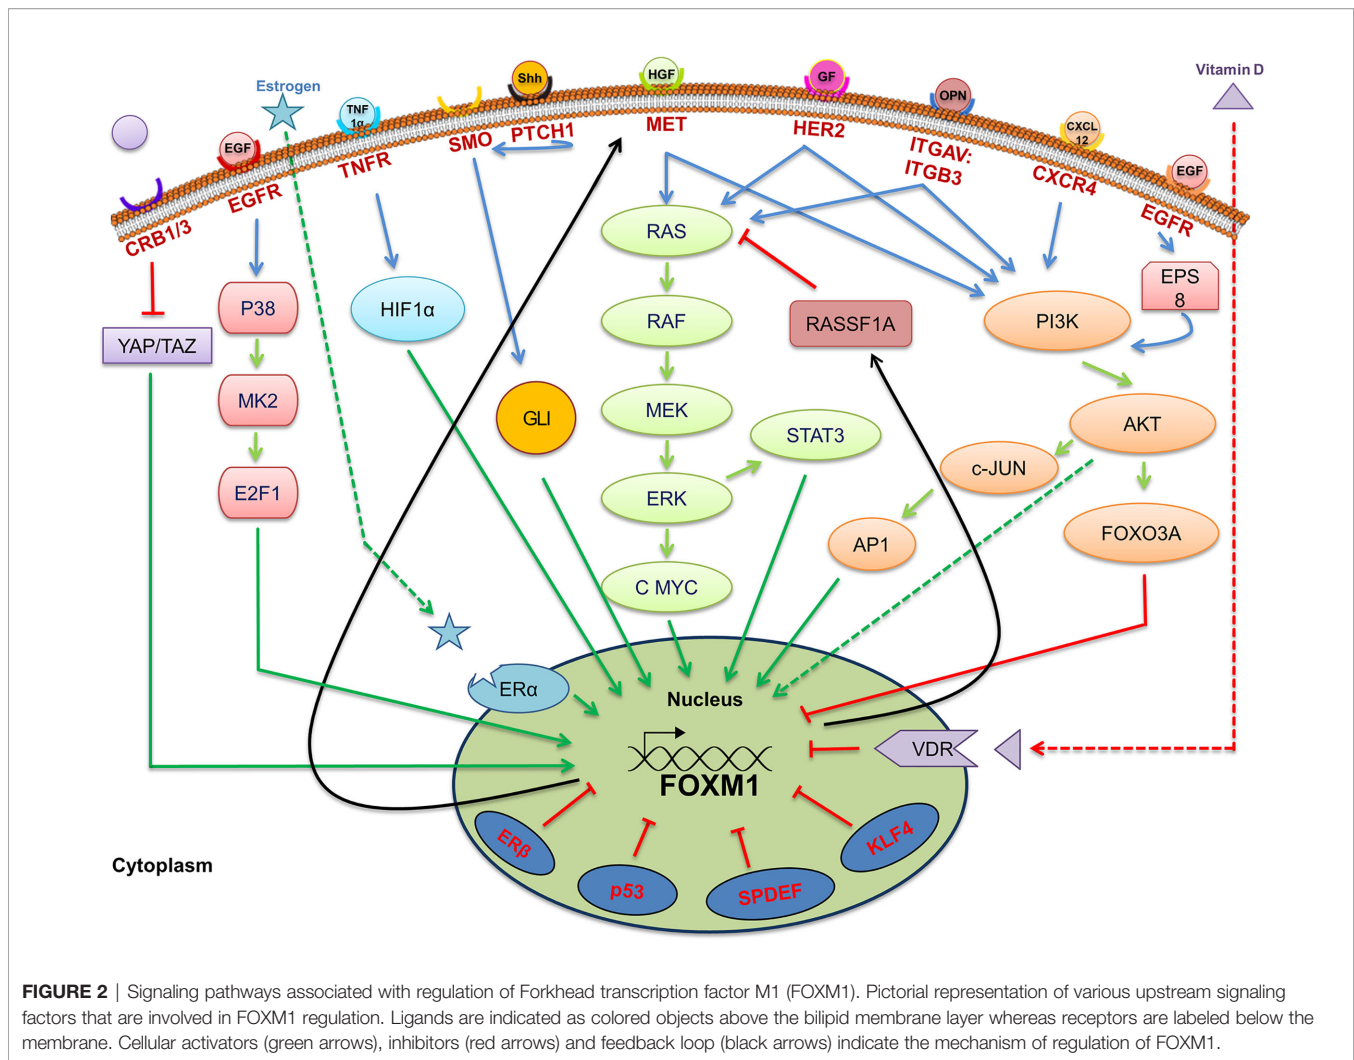 Estrogen
Vitamin D
EGF
TNF
1α
Shh
HGF
GF
OPN
CXCL
12
EGF
CRB1/3
EGFR
TNFR
SMO
PTCH1
MET
HER2
ITGAV:
ITGB3
CXCR4
EGFR
YAP/TAZ
P38
MK2
E2F1
HIF1α
GLI
RAS
RAF
MEK
ERK
C MYC
STAT3
RASSF1A
PI3K
EPS
8
AKT
c-JUN
AP1
FOXO3A
ERα
Nucleus
FOXM1
VDR
ERβ
p53
SPDEF
KLF4
Cytoplasm
FIGURE 2 | Signaling pathways associated with regulation of Forkhead transcription factor M1 (FOXM1). Pictorial representation of various upstream signaling
factors that are involved in FOXM1 regulation. Ligands are indicated as colored objects above the bilipid membrane layer whereas receptors are labeled below the
membrane. Cellular activators (green arrows), inhibitors (red arrows) and feedback loop (black arrows) indicate the mechanism of regulation of FOXM1.